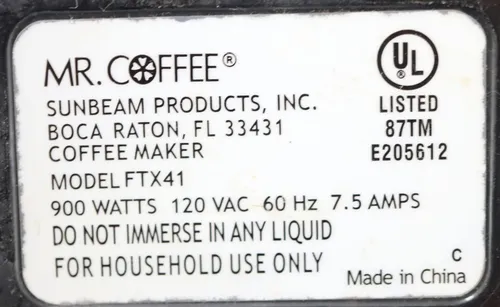 MR. COFFEE®
SUNBEAM PRODUCTS, INC.
BOCA RATON, FL 33431
COFFEE MAKER
MODEL FTX41
900 WATTS 120 VAC 60 Hz 7.5 AMPS
DO NOT IMMERSE IN ANY LIQUID
FOR HOUSEHOLD USE ONLY
UL®
LISTED
87TM
E205612
C
Made in China